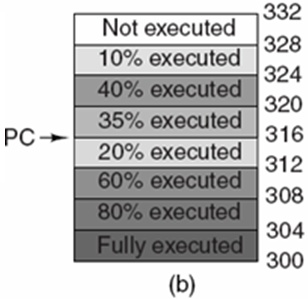 332
Not executed
328
10% executed
324
40% executed
320
35% executed
PC
316
20% executed
312
60% executed
308
80% executed
304
Fully executed
300
(b)